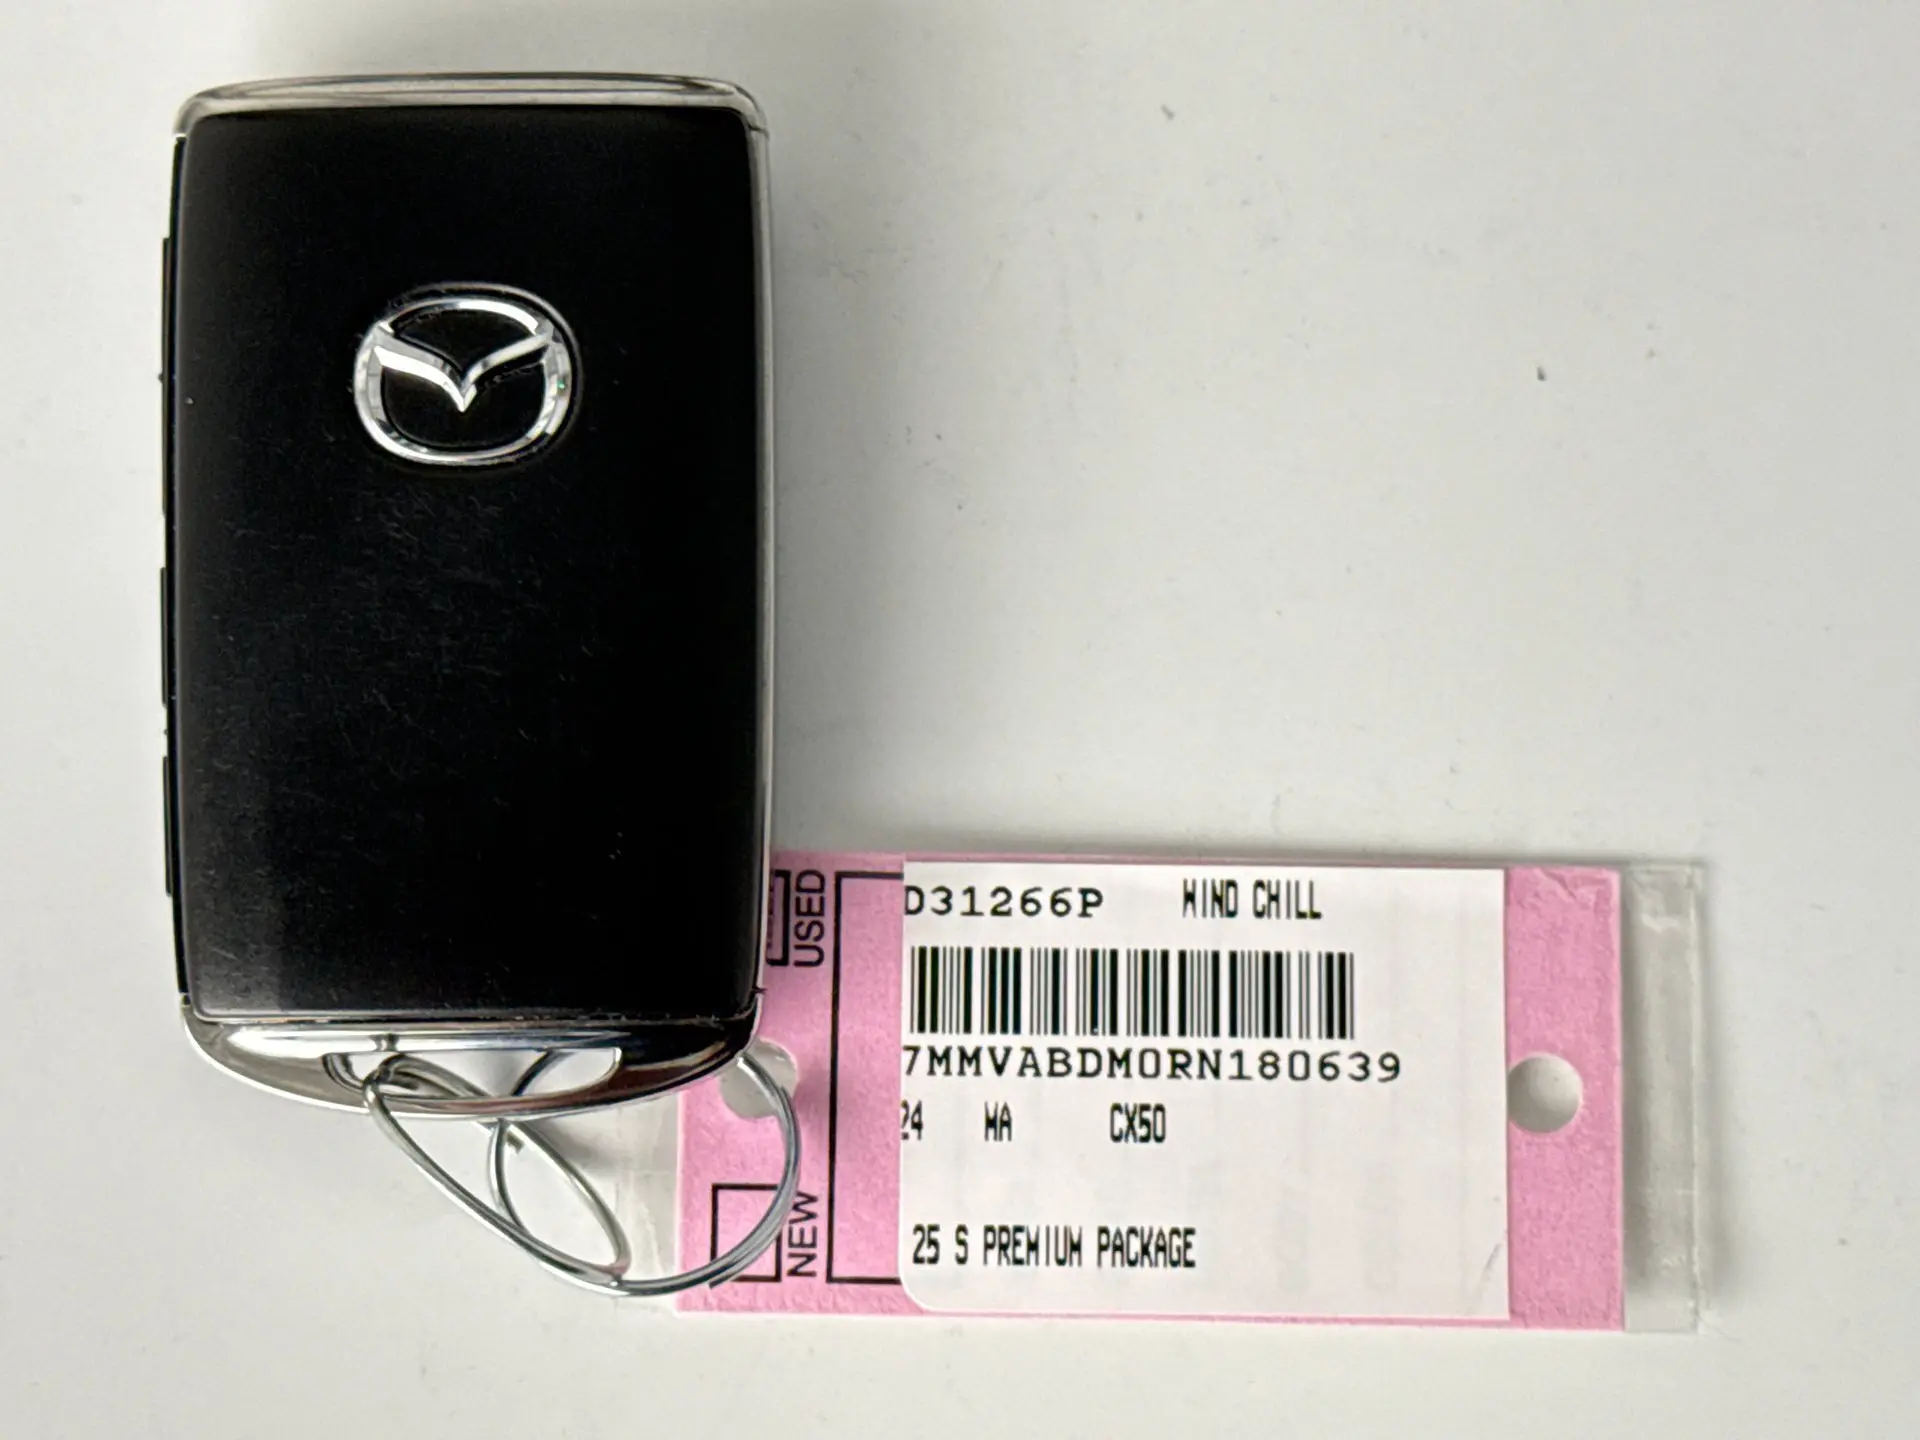 D31266P WIND CHILL
7MMVABDM0RN180639
24 MA CX50
25 S PREMIUM PACKAGE
USED
NEW